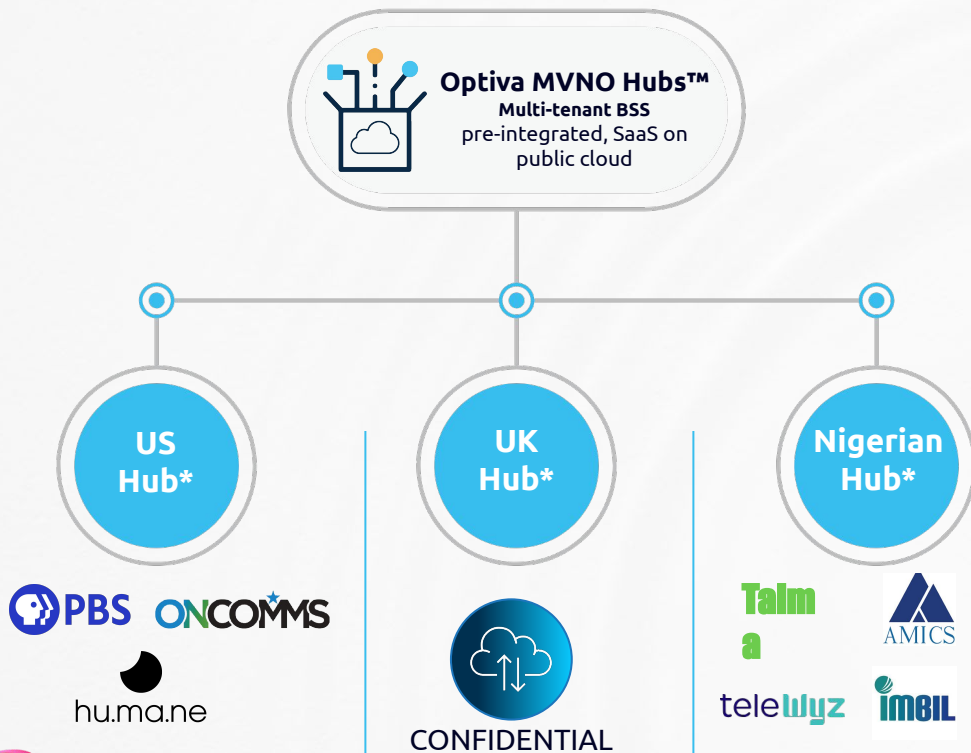 Optiva MVNO Hubs™
Multi-tenant BSS
pre-integrated, SaaS on
public cloud
US
Hub*
UK
Hub*
Nigerian
Hub*
PBS
ONCOMMS
hu.ma.ne
CONFIDENTIAL
Talm
a
AMICS
telewyz
imBIL